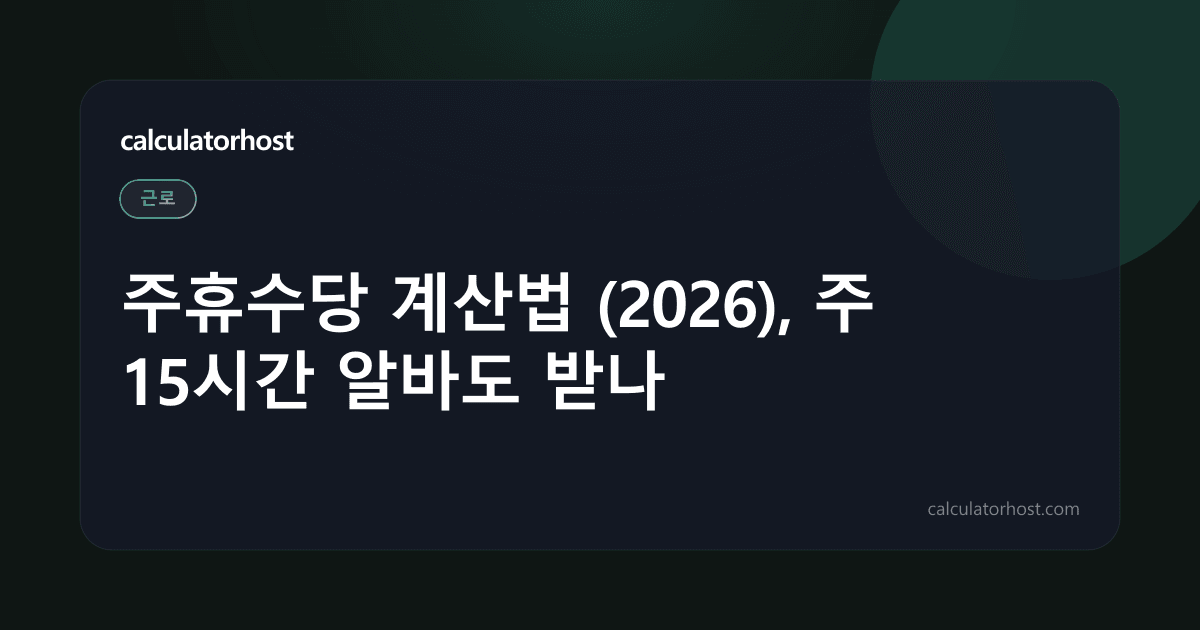 calculatorhost
근로
주휴수당 계산법 (2026), 주
15시간 알바도 받나
calculatorhost.com